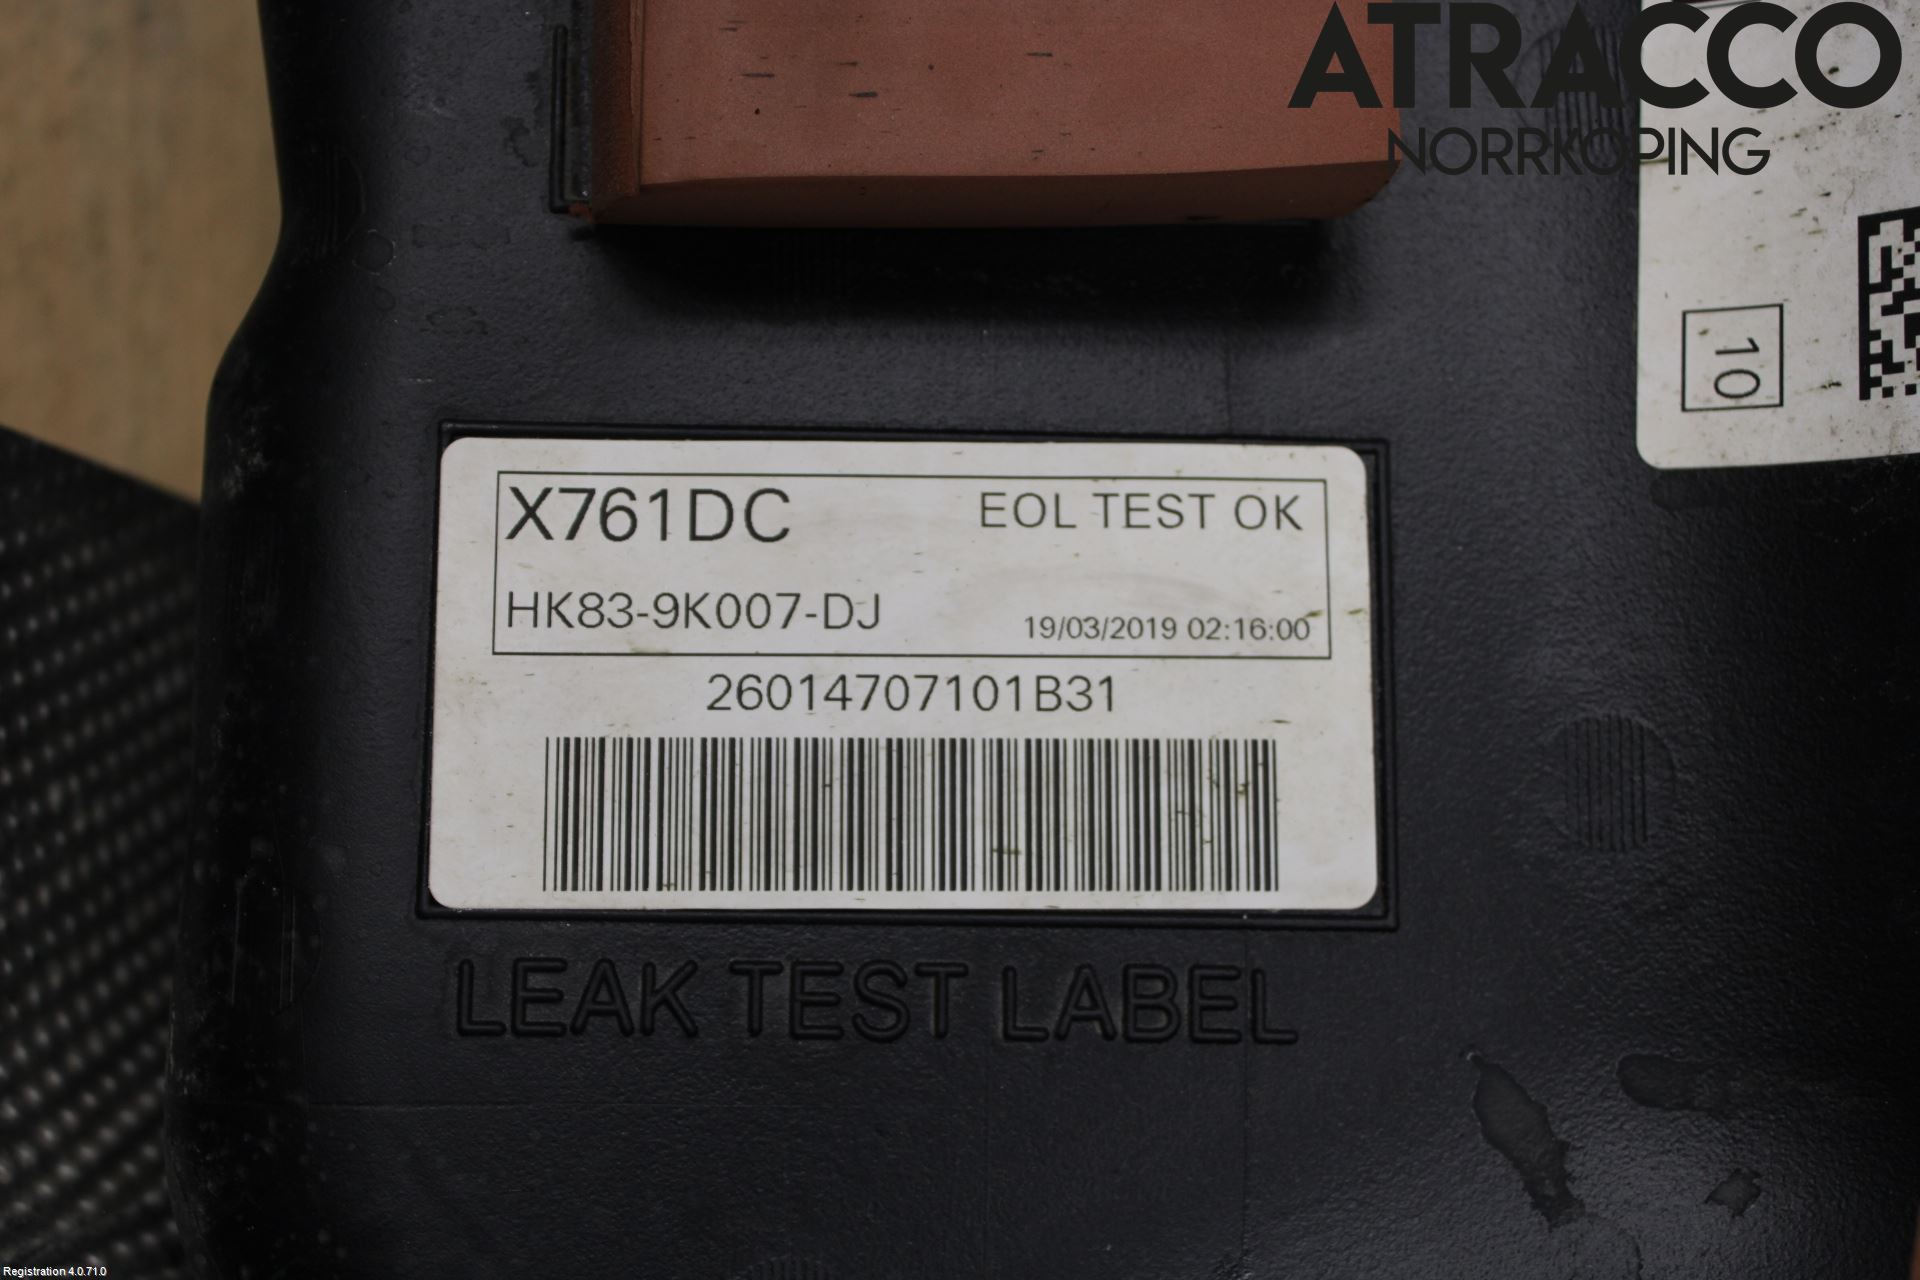 ATRACCO
NORRKÖPING
10
X761DC
EOL TEST OK
HK83-9K007-DJ
19/03/2019 02:16:00
26014707101B31
LEAK TEST LABEL
Registration 4.0.71.0